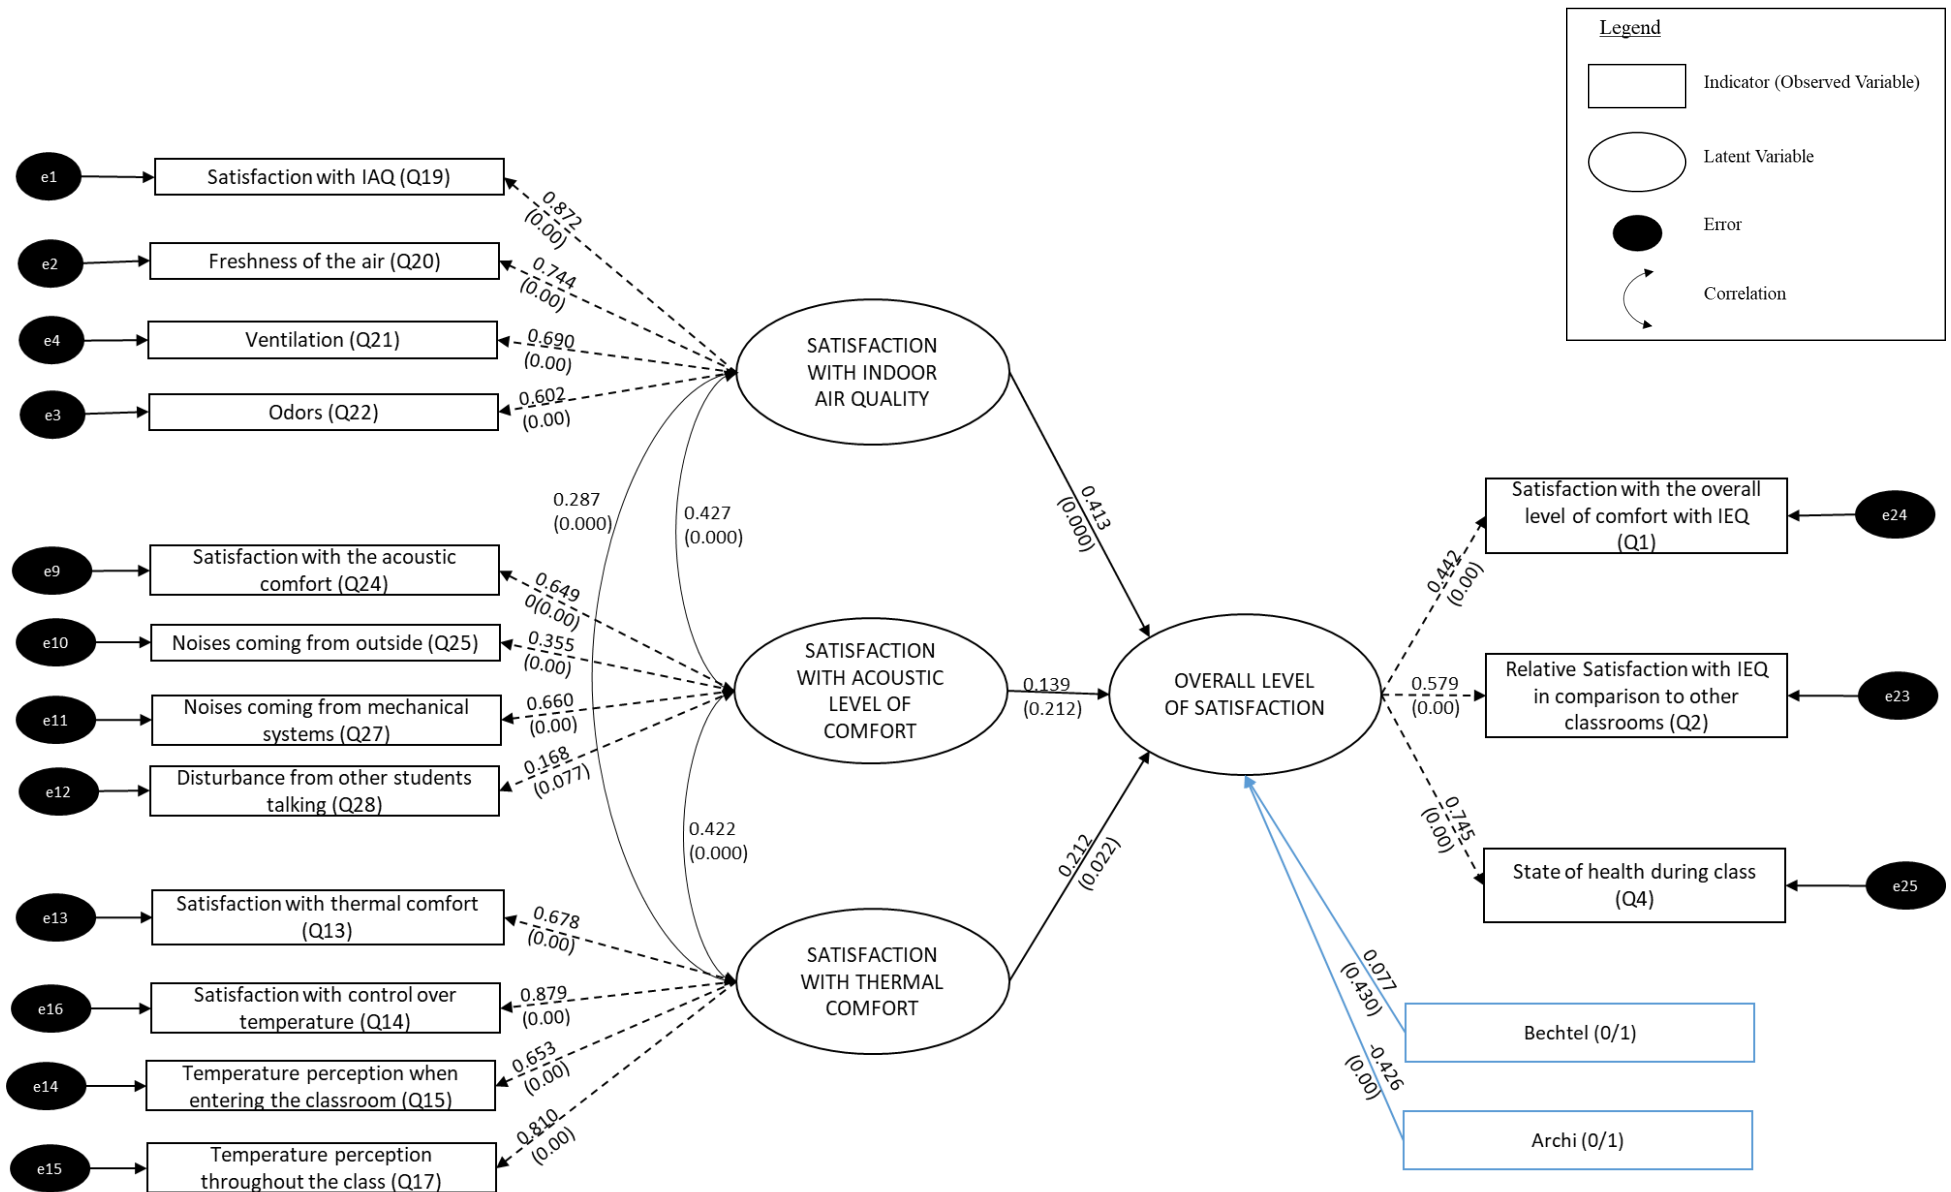 Legend
Indicator (Observed Variable)
Latent Variable
Error
Correlation
e1
Satisfaction with IAQ (Q19)
0.872
(0.00)
e2
Freshness of the air (Q20)
0.744
(0.00)
e4
Ventilation (Q21)
0.690
(0.00)
e3
Odors (Q22)
0.602
(0.00)
SATISFACTION
WITH INDOOR
AIR QUALITY
0.287
(0.000)
0.427
(0.000)
0.413
(0.000)
e9
Satisfaction with the acoustic
comfort (Q24)
0.649
0(0.00)
e10
Noises coming from outside (Q25)
0.355
(0.00)
e11
Noises coming from mechanical
systems (Q27)
0.660
(0.00)
e12
Disturbance from other students
talking (Q28)
0.168
(0.077)
SATISFACTION
WITH ACOUSTIC
LEVEL OF
COMFORT
0.139
(0.212)
0.422
(0.000)
0.212
(0.022)
e13
Satisfaction with thermal comfort
(Q13)
0.678
(0.00)
e16
Satisfaction with control over
temperature (Q14)
0.879
(0.00)
e14
Temperature perception when
entering the classroom (Q15)
0.653
(0.00)
e15
Temperature perception
throughout the class (Q17)
0.810
(0.00)
SATISFACTION
WITH THERMAL
COMFORT
OVERALL LEVEL
OF SATISFACTION
0.442
(0.00)
Satisfaction with the overall
level of comfort with IEQ
(Q1)
e24
0.579
(0.00)
Relative Satisfaction with IEQ
in comparison to other
classrooms (Q2)
e23
0.745
(0.00)
State of health during class
(Q4)
e25
0.077
(0.430)
Bechtel (0/1)
-0.426
(0.00)
Archi (0/1)